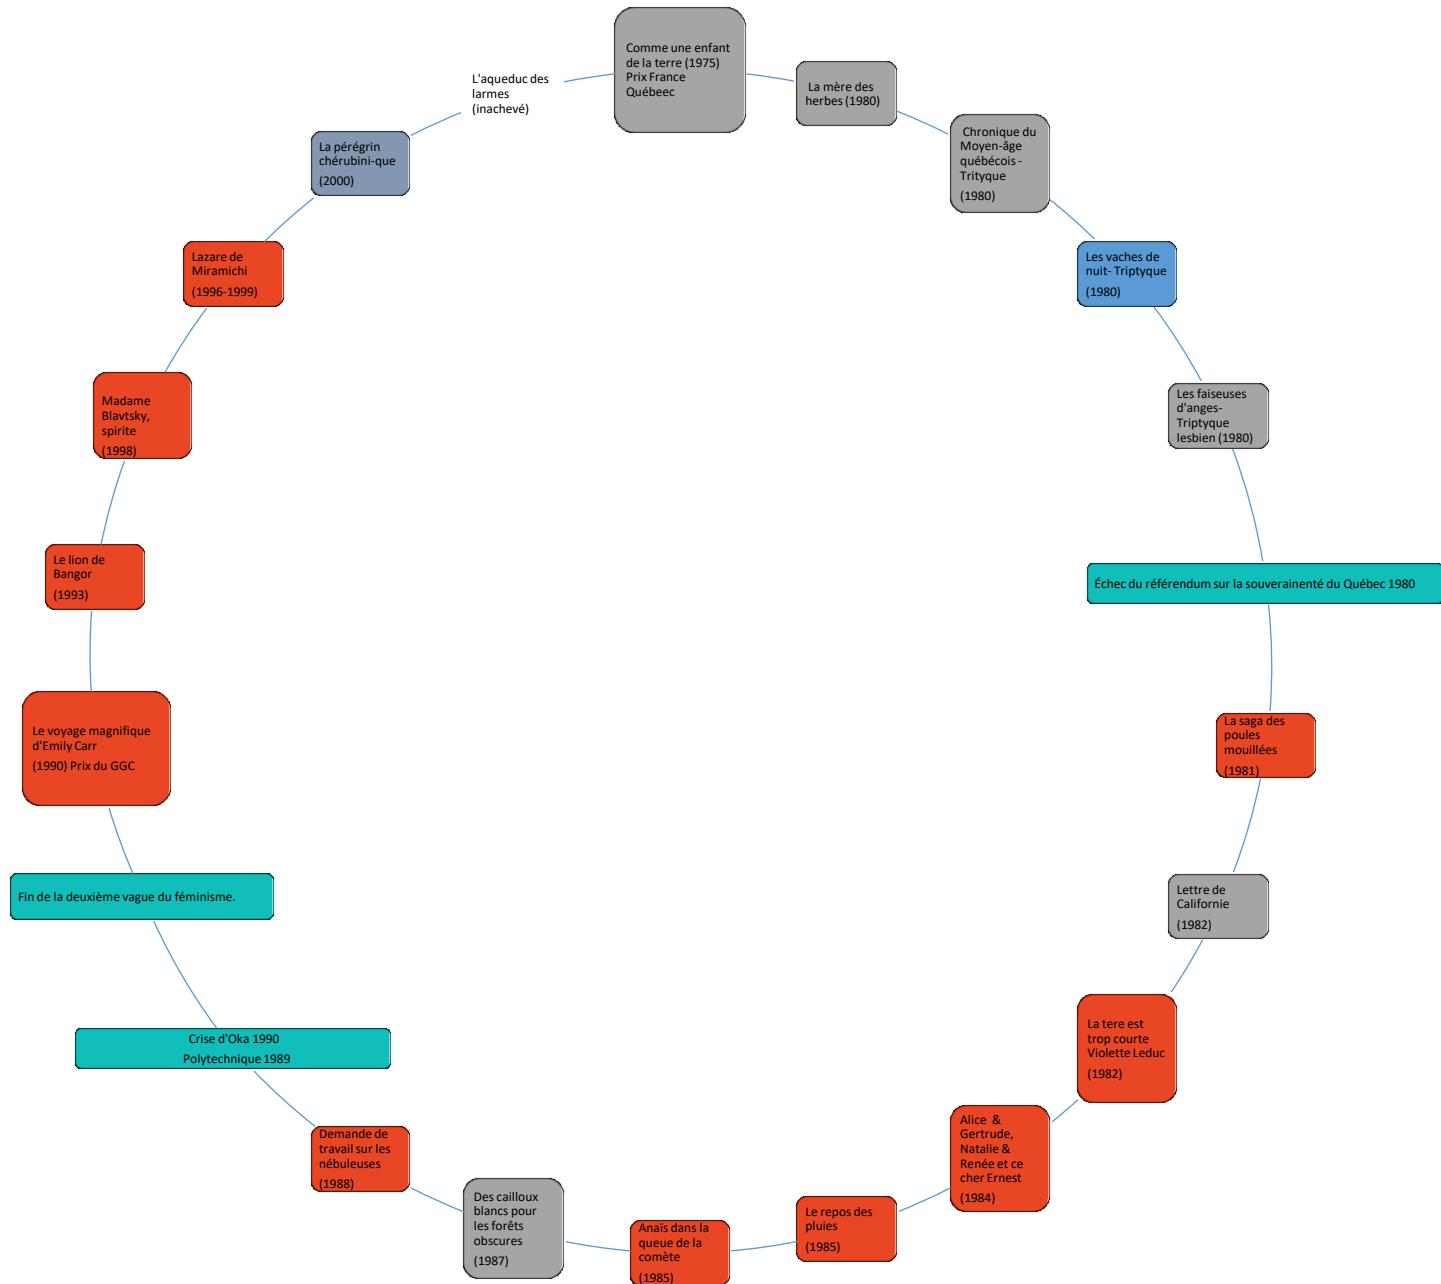 Comme une enfant
de la terre (1975)
Prix France
Québeec
La mère des
herbes (1980)
Chronique du
Moyen-âge
québécois -
Trityque
(1980)
Les vaches de
nuit- Triptyque
(1980)
Les faiseuses
d'anges-
Triptyque
lesbien (1980)
Échec du référendum sur la souverainenté du Québec 1980
La saga des
poules
mouillées
(1981)
Lettre de
Californie
(1982)
La tere est
trop courte
Violette Leduc
(1982)
Alice & 
Gertrude,
Natalie &
Renée et ce
cher Ernest
(1984)
Le repos des
pluies
(1985)
Anaïs dans la
queue de la
comète
(1985)
Des cailloux
blancs pour
les forêts
obscures
(1987)
Demande de
travail sur les
nébuleuses
(1988)
Crise d'Oka 1990
Polytechnique 1989
Fin de la deuxième vague du féminisme.
Le voyage magnifique
d'Emily Carr
(1990) Prix du GGC
Le lion de
Bangor
(1993)
Madame
Blavtsky,
spirite
(1998)
Lazare de
Miramichi
(1996-1999)
La pérégrin
chérubini-que
(2000)
L'aqueduc des
larmes
(inachevé)